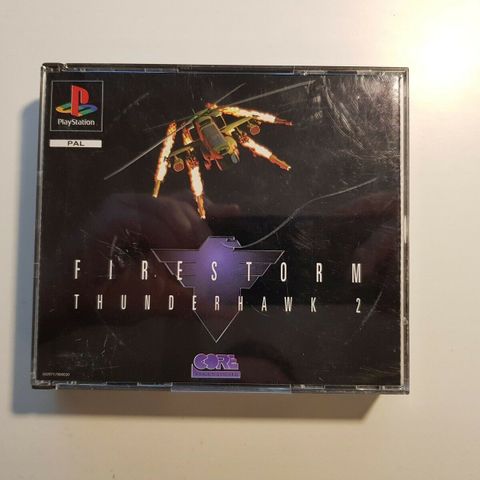 PlayStation
PAL
FIRESTORM
THUNDERHAWK 2
CORE